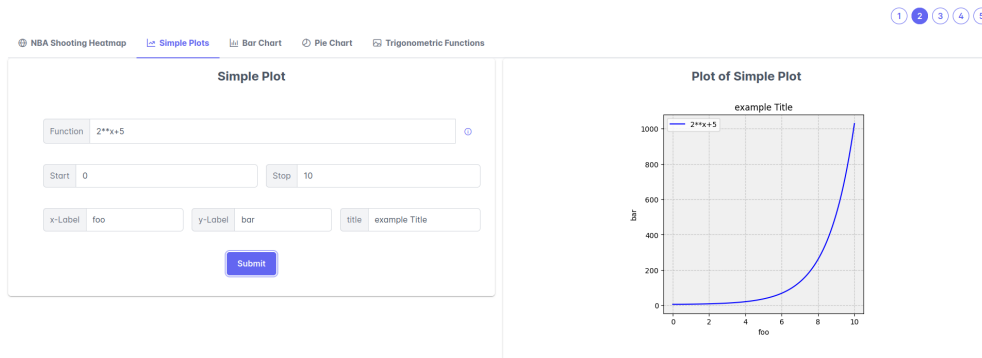 1 2 3 4 5
NBA Shooting Heatmap Simple Plots Bar Chart Pie Chart Trigonometric Functions
Simple Plot
Function 2**x+5
Start 0 Stop 10
x-Label foo y-Label bar title example Title
Submit
Plot of Simple Plot
example Title
2**x+5
1000
800
600
400
200
0
bar
0 2 4 6 8 10
foo